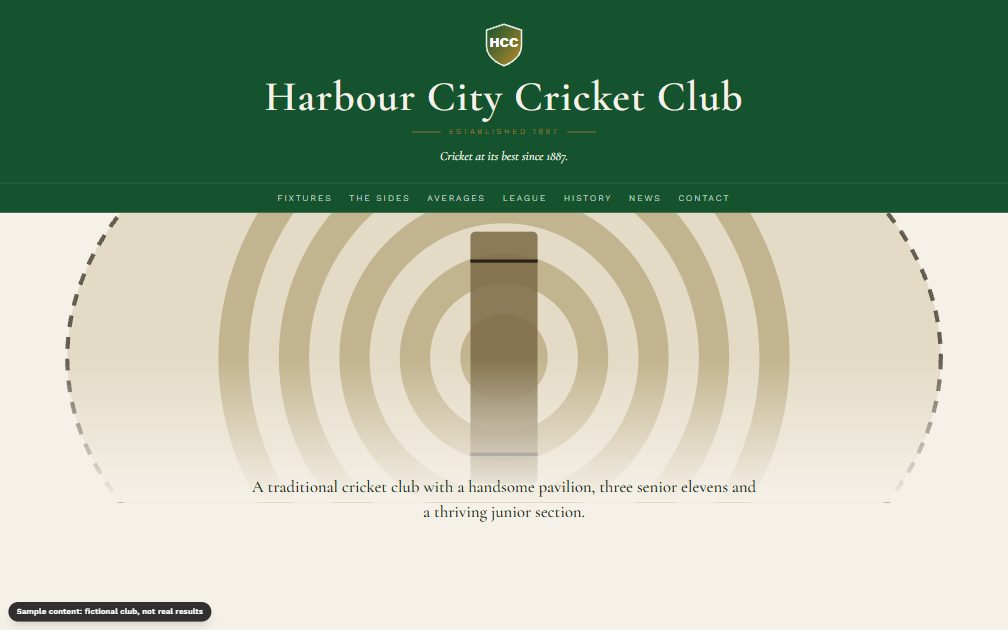 HCC
Harbour City Cricket Club
ESTABLISHED 1887
Cricket at its best since 1887.
FIXTURES THE SIDES AVERAGES LEAGUE HISTORY NEWS CONTACT
A traditional cricket club with a handsome pavilion, three senior elevens and
a thriving junior section.
Sample content: fictional club, not real results